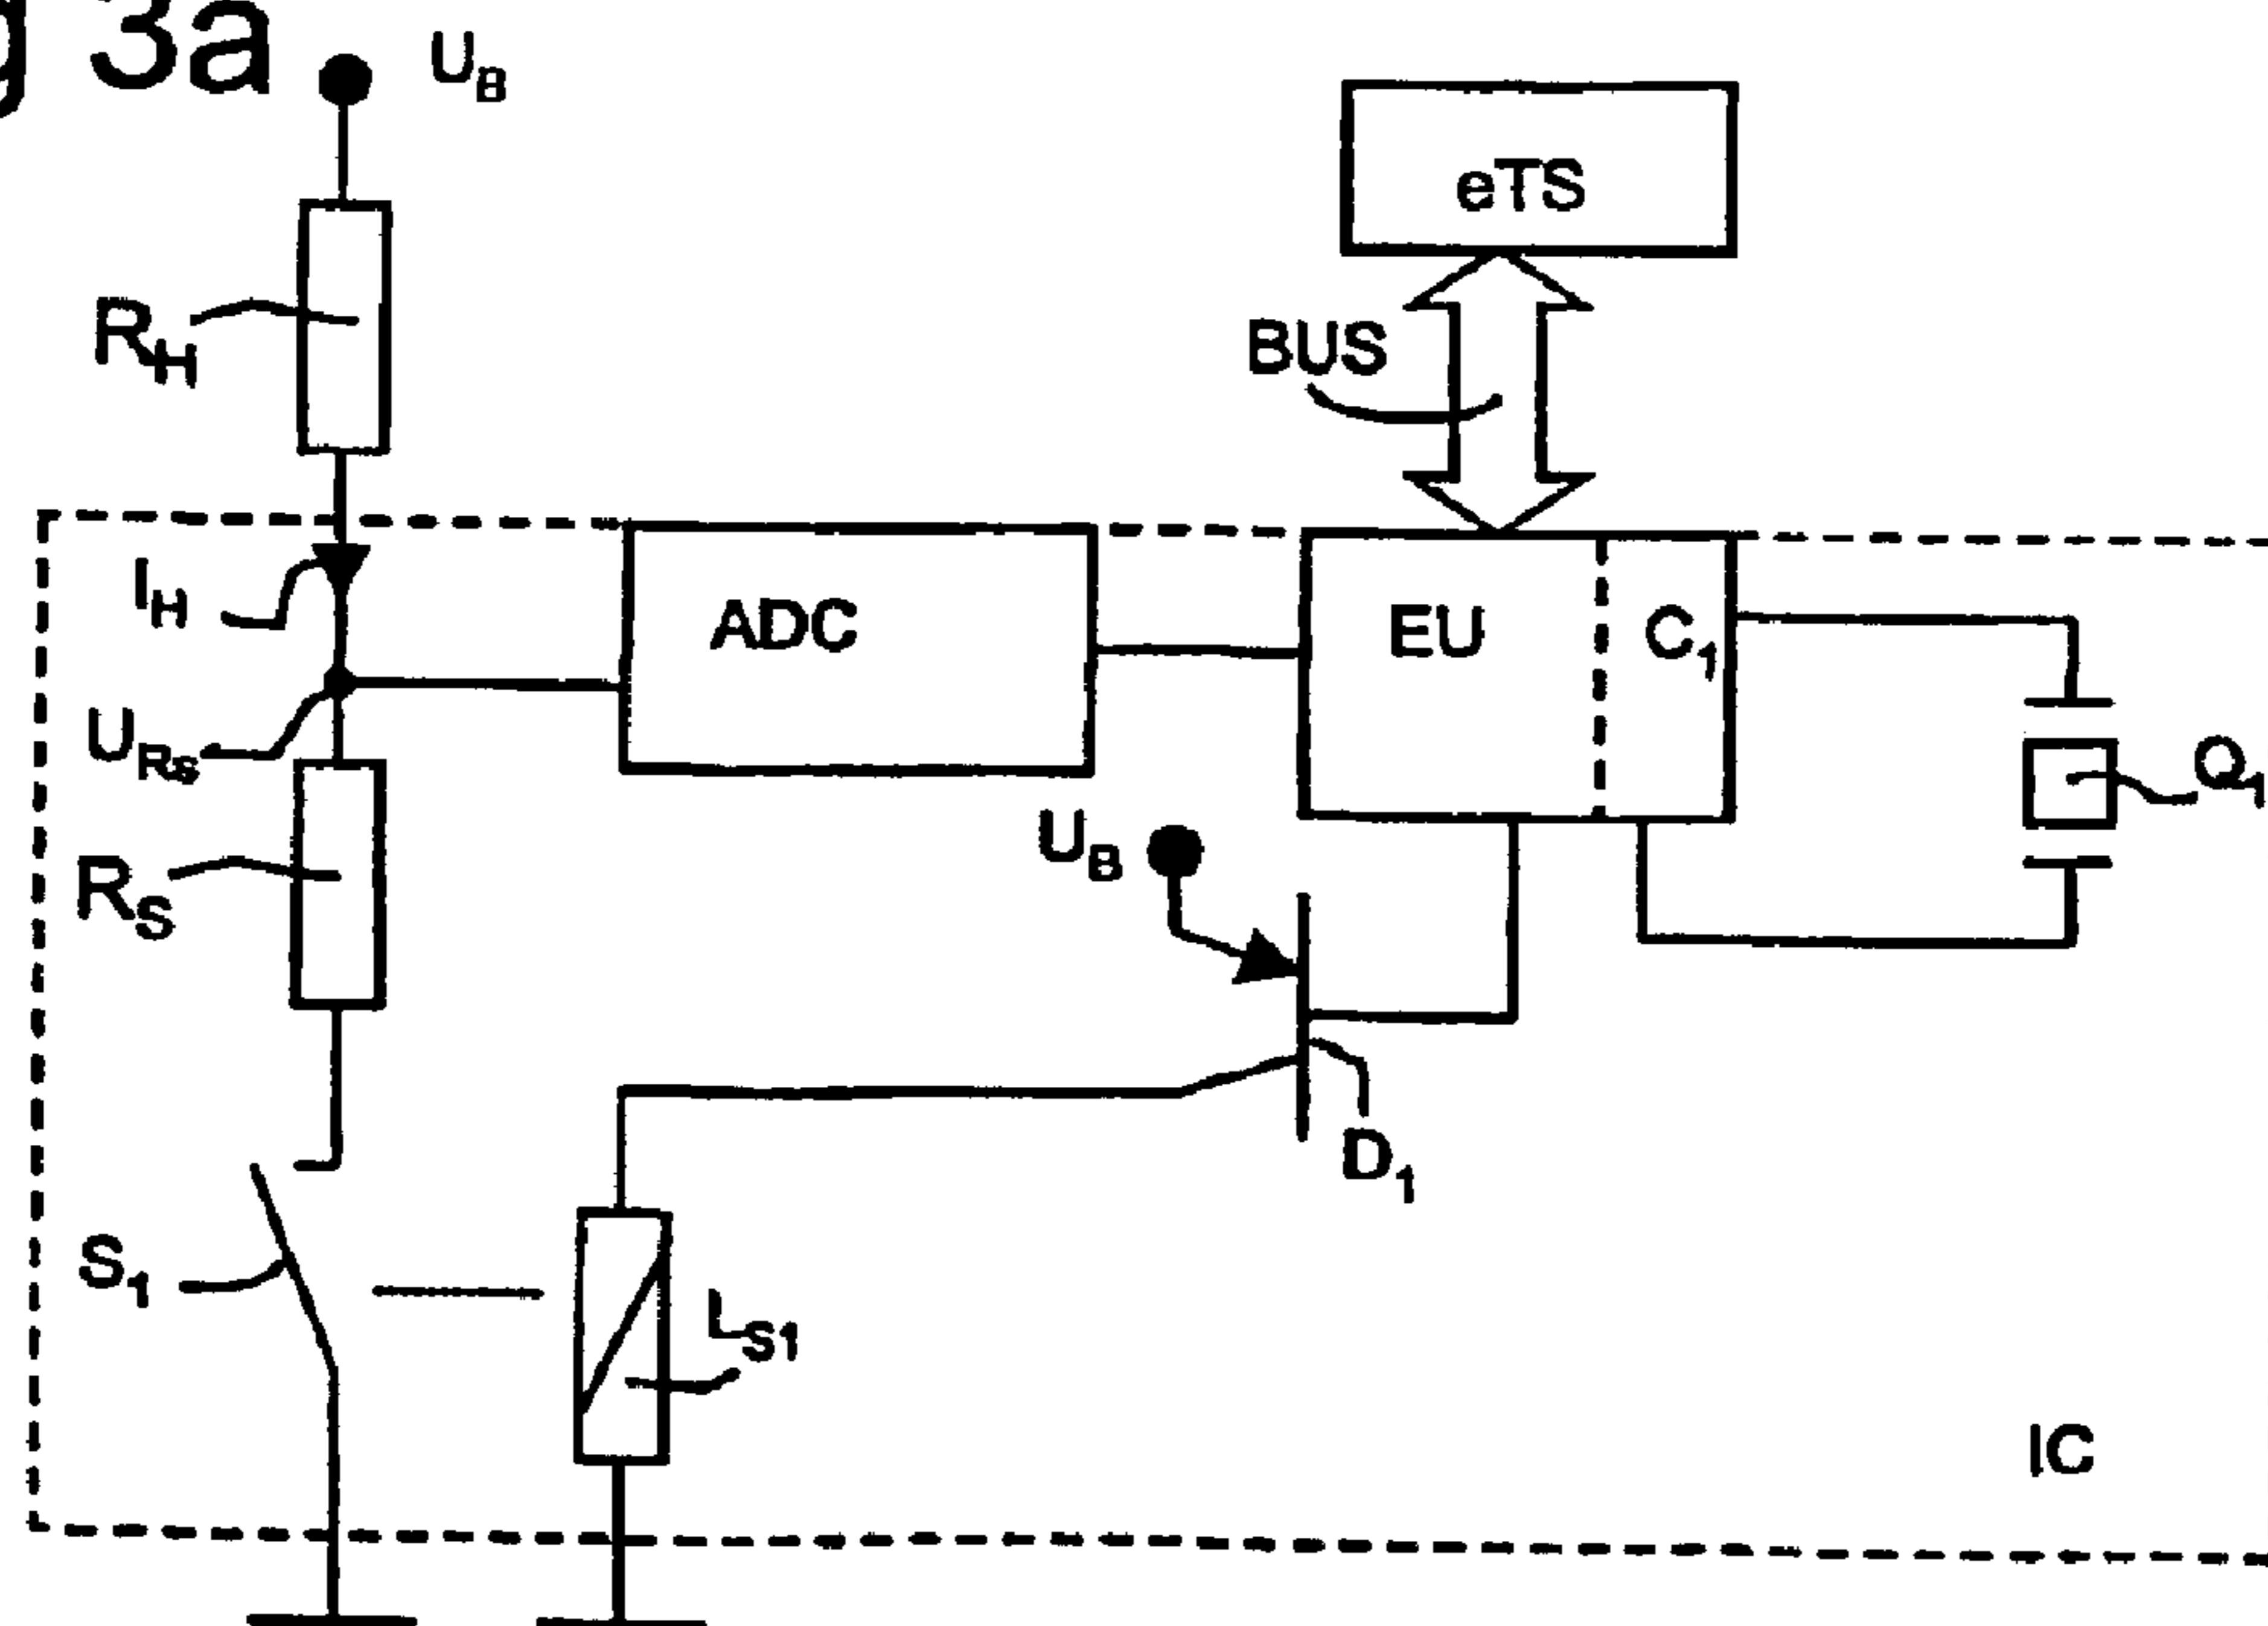 g 3a
U_B
eTS
R_H
BUS
I_H
ADC
EU
C_1
U_Rs
Q_1
U_B
R_S
D_1
S_1
L_S1
IC